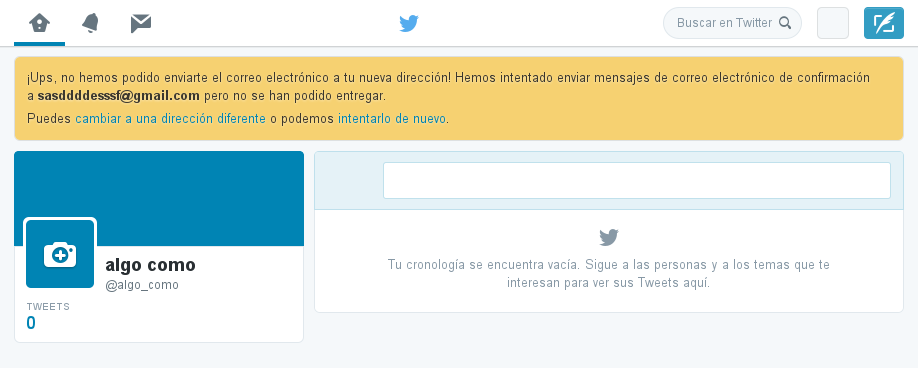 Buscar en Twitter
¡Ups, no hemos podido enviarte el correo electrónico a tu nueva dirección! Hemos intentado enviar mensajes de correo electrónico de confirmación
a sasddddesssf@gmail.com pero no se han podido entregar.
Puedes cambiar a una dirección diferente o podemos intentarlo de nuevo.
algo como
@algo_como
TWEETS
0
Tu cronología se encuentra vacía. Sigue a las personas y a los temas que te
interesan para ver sus Tweets aquí.